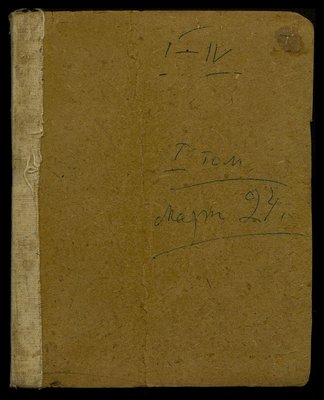 I – IV
I том
Март 24.